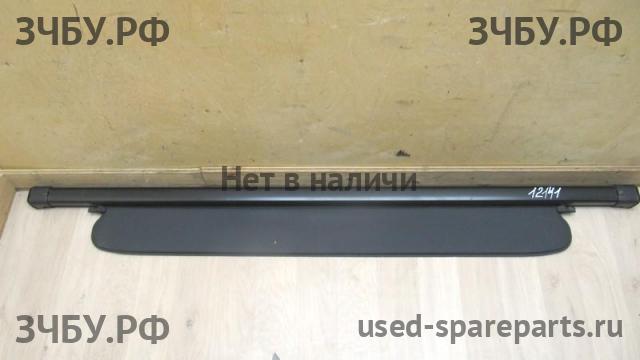 ЗЧБУ.РФ
ЗЧБУ.РФ
Нет в наличи
12141
ЗЧБУ.РФ
used-spareparts.ru